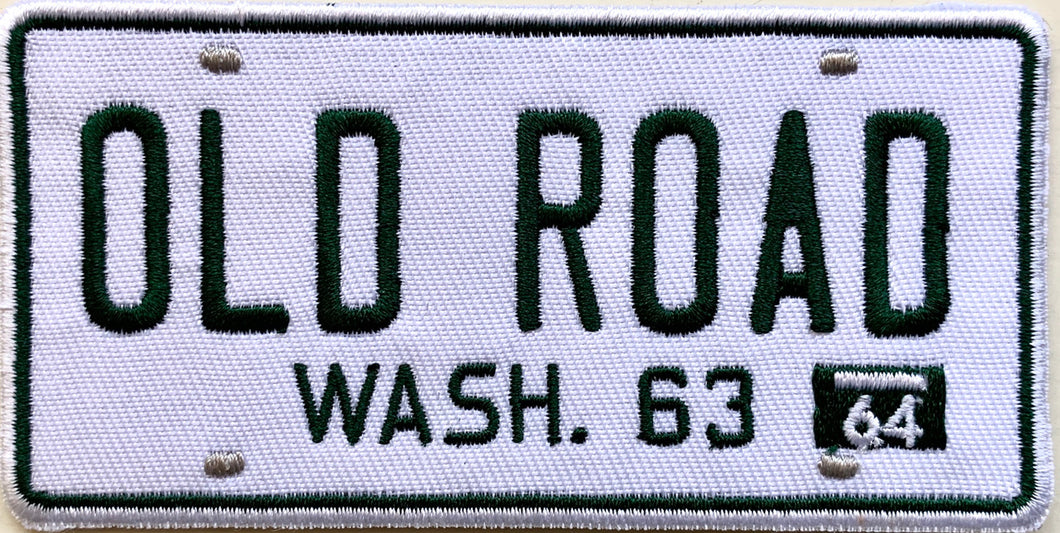 OLD ROAD
WASH. 63 64